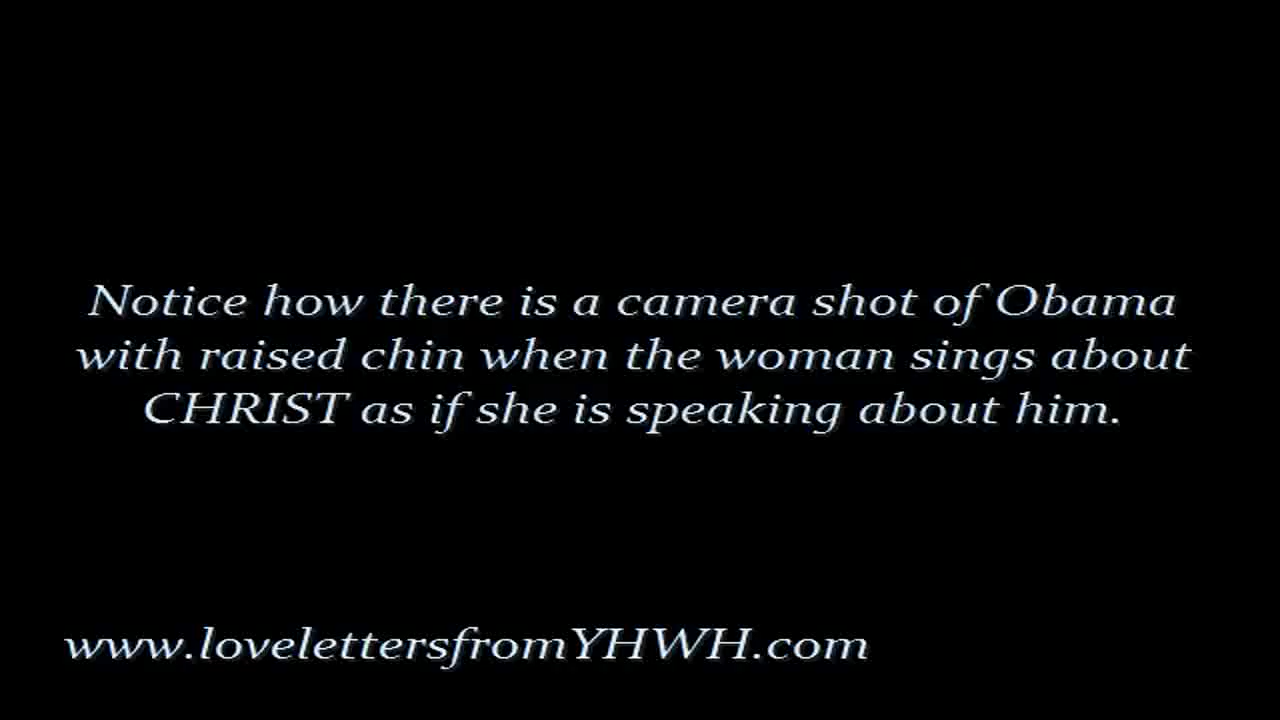 Notice how there is a camera shot of Obama
with raised chin when the woman sings about
CHRIST as if she is speaking about him.
www.lovelettersfromYHWH.com